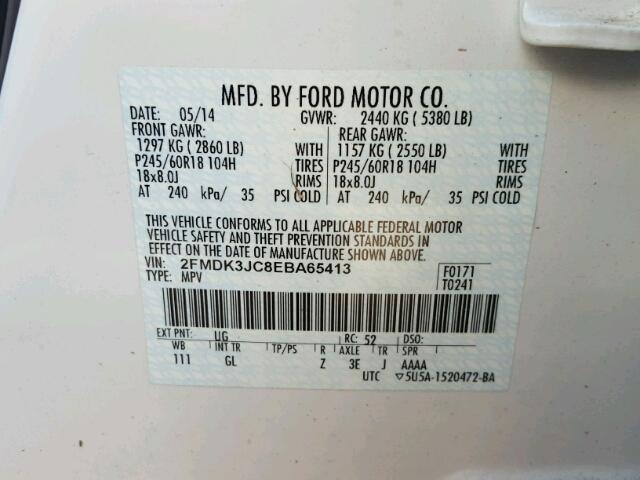 MFD. BY FORD MOTOR CO.
DATE: 05/14 GVWR: 2440 KG ( 5380 LB)
FRONT GAWR: REAR GAWR:
1297 KG ( 2860 LB) WITH 1157 KG ( 2550 LB) WITH
P245/60R18 104H TIRES P245/60R18 104H TIRES
18x8.0J RIMS 18x8.0J RIMS
AT 240 kPa/ 35 PSI COLD AT 240 kPa/ 35 PSI COLD
THIS VEHICLE CONFORMS TO ALL APPLICABLE FEDERAL MOTOR
VEHICLE SAFETY AND THEFT PREVENTION STANDARDS IN
EFFECT ON THE DATE OF MANUFACTURE SHOWN ABOVE.
VIN: 2FMDK3JC8EBA65413 F0171
TYPE: MPV T0241
EXT PNT: UG RC: 52 DSO:
WB INT TR TP/PS R AXLE TR SPR
111 GL Z 3E J AAAA
UTC ▽5U5A-1520472-BA